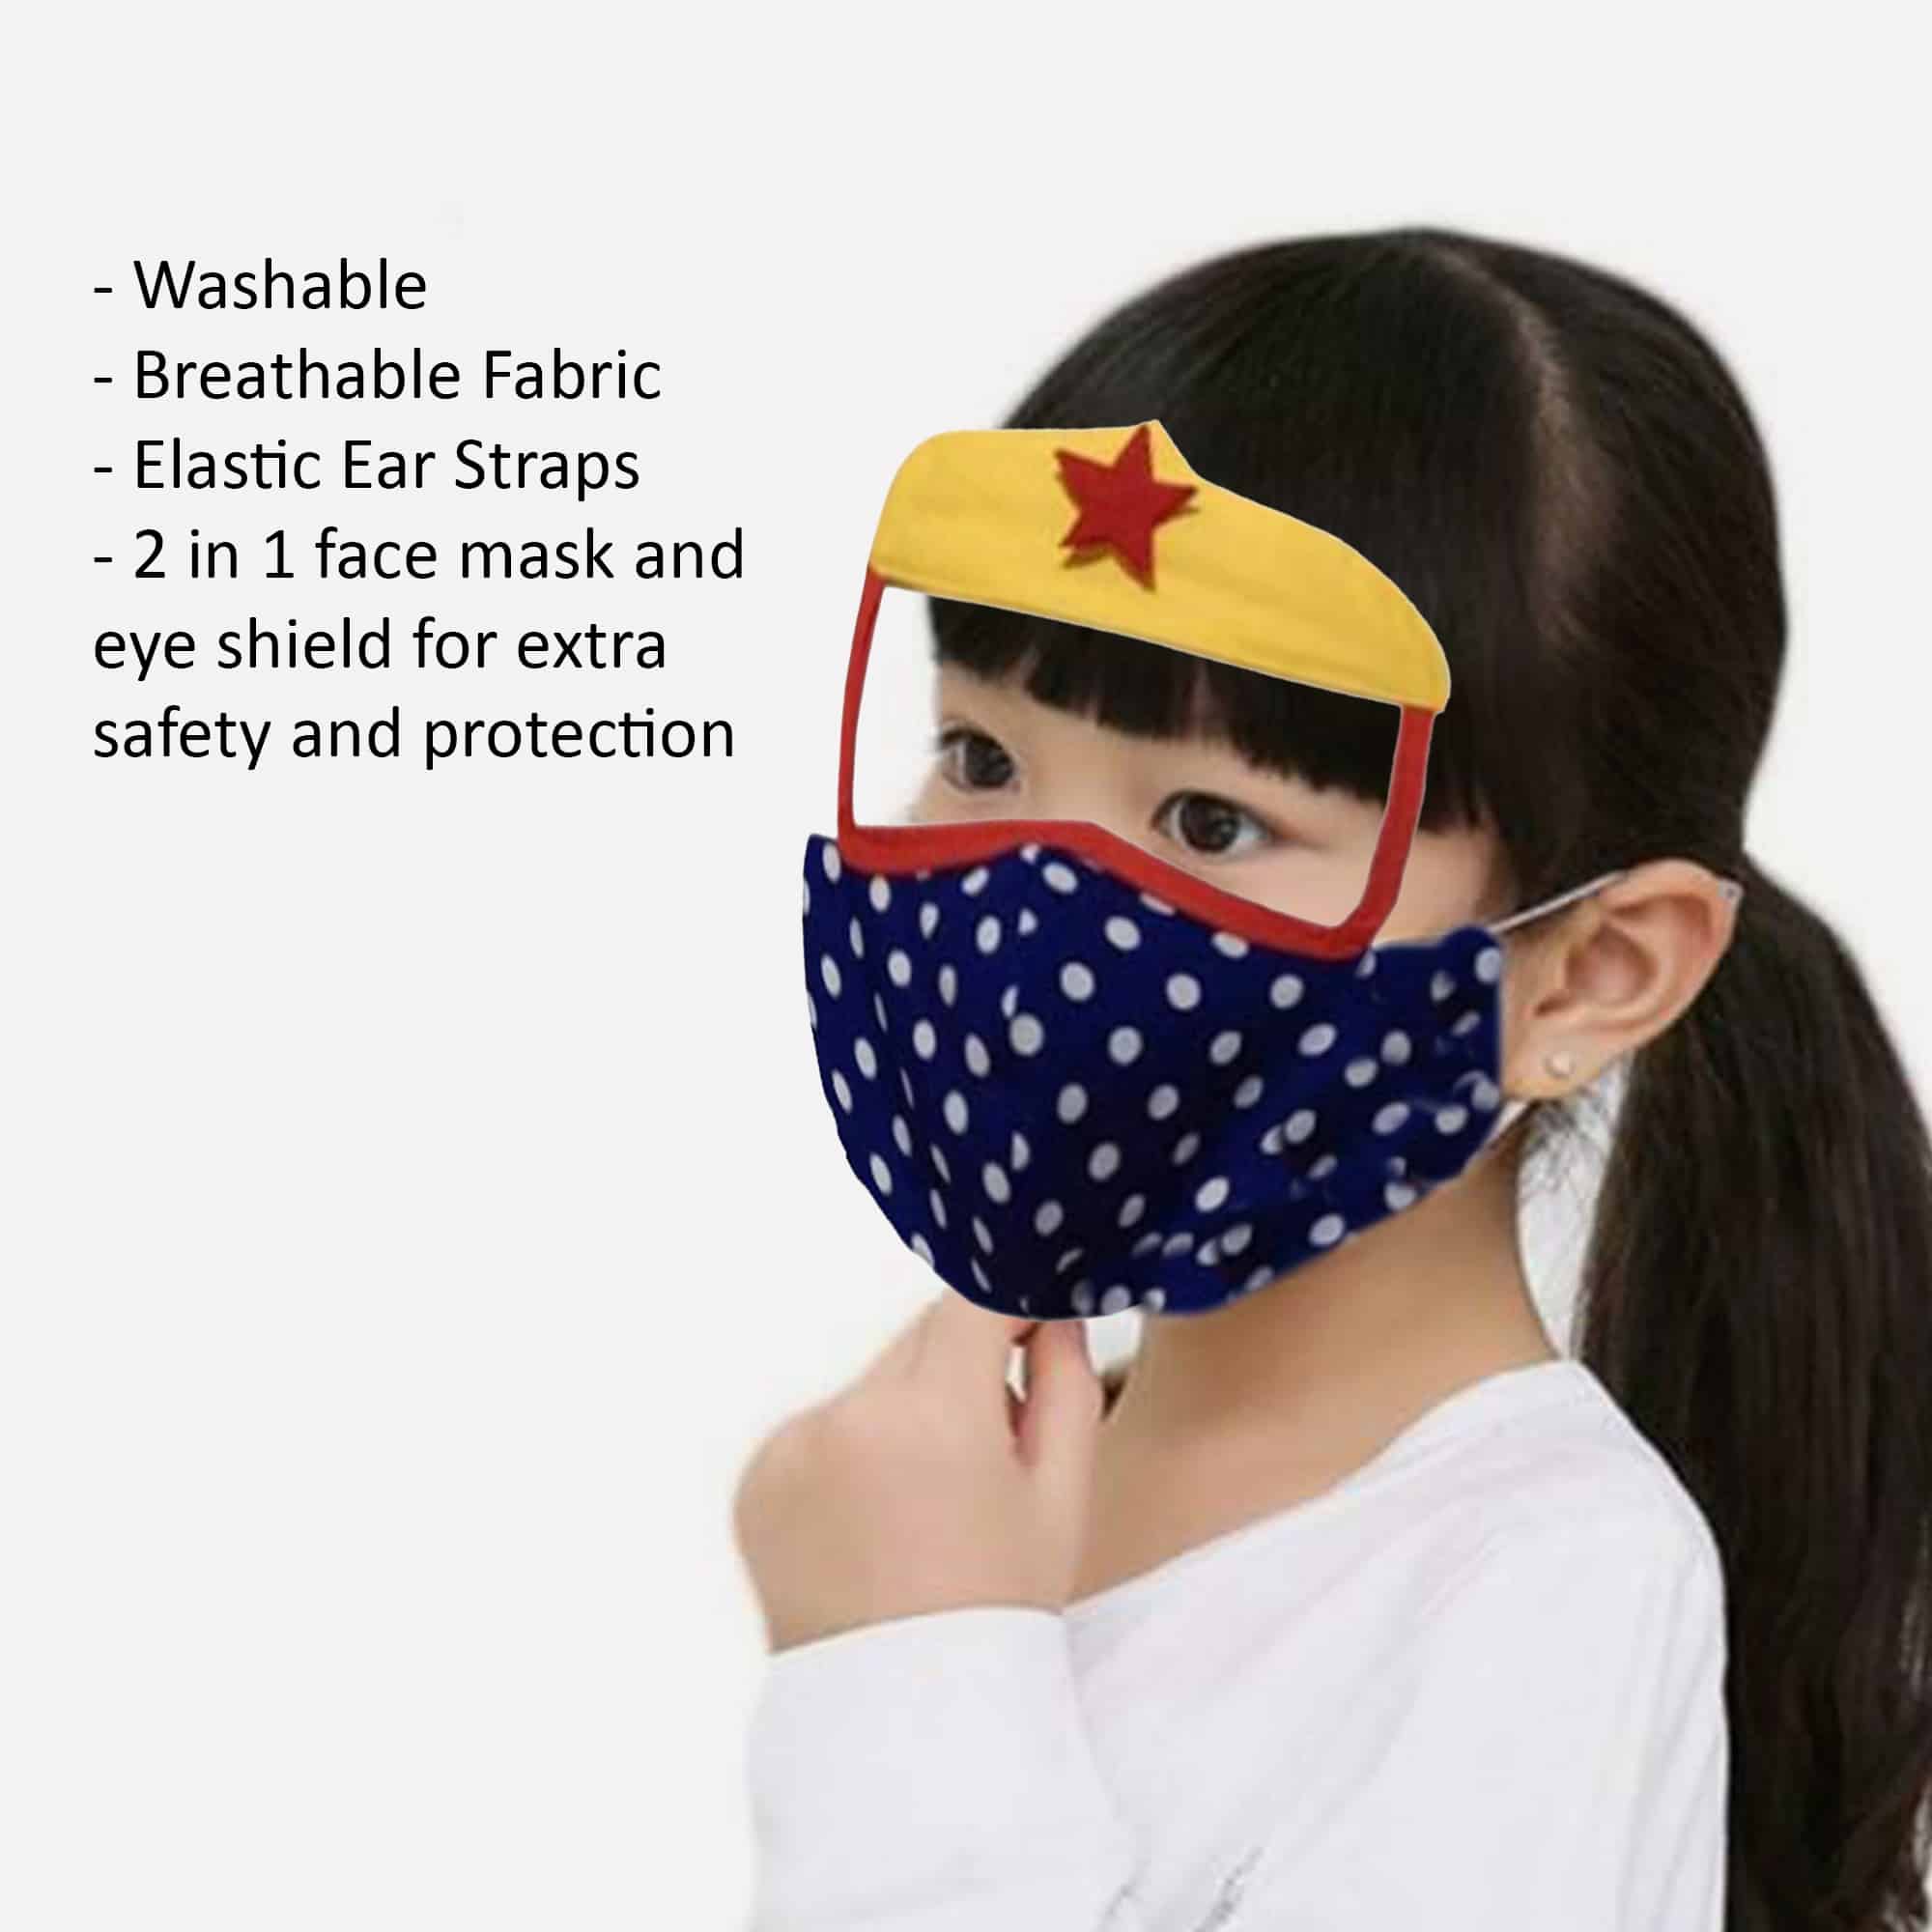 - Washable
- Breathable Fabric
- Elastic Ear Straps
- 2 in 1 face mask and
eye shield for extra
safety and protection